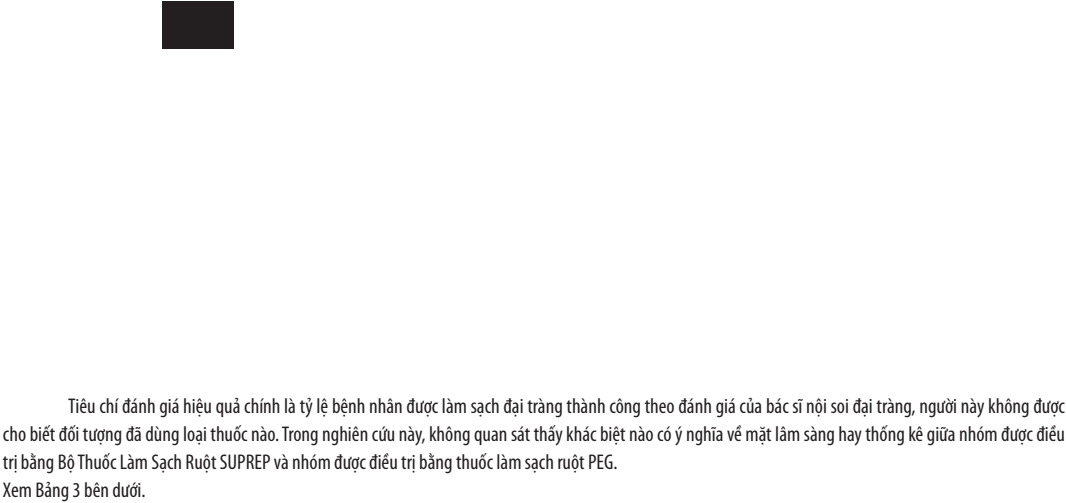 Tiêu chí đánh giá hiệu quả chính là tỷ lệ bệnh nhân được làm sạch đại tràng thành công theo đánh giá của bác sĩ nội soi đại tràng, người này không được
cho biết đối tượng đã dùng loại thuốc nào. Trong nghiên cứu này, không quan sát thấy khác biệt nào có ý nghĩa về mặt lâm sàng hay thống kê giữa nhóm được điều
trị bằng Bộ Thuốc Làm Sạch Ruột SUPREP và nhóm được điều trị bằng thuốc làm sạch ruột PEG.
Xem Bảng 3 bên dưới.